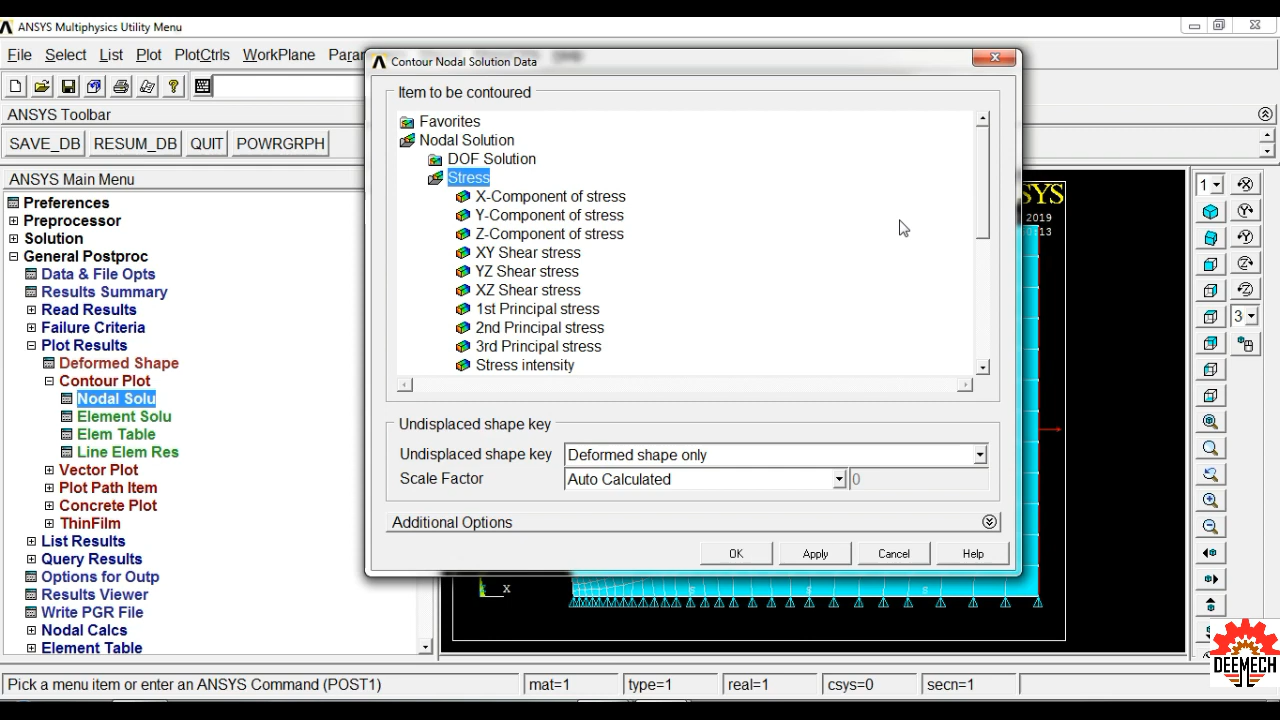 ANSYS Multiphysics Utility Menu
File Select List Plot PlotCtrls WorkPlane
ANSYS Toolbar
SAVE_DB RESUM_DB QUIT POWRGRPH
ANSYS Main Menu
Preferences
Preprocessor
Solution
General Postproc
Data & File Opts
Results Summary
Read Results
Failure Criteria
Plot Results
Deformed Shape
Contour Plot
Nodal Solu
Element Solu
Elem Table
Line Elem Res
Vector Plot
Plot Path Item
Concrete Plot
ThinFilm
List Results
Query Results
Options for Outp
Results Viewer
Write PGR File
Nodal Calcs
Element Table
Contour Nodal Solution Data
Item to be contoured
Favorites
Nodal Solution
DOF Solution
Stress
X-Component of stress
Y-Component of stress
Z-Component of stress
XY Shear stress
YZ Shear stress
XZ Shear stress
1st Principal stress
2nd Principal stress
3rd Principal stress
Stress intensity
Undisplaced shape key
Undisplaced shape key Deformed shape only
Scale Factor Auto Calculated 0
Additional Options
OK Apply Cancel Help
2019
X
S S S
1
3
Pick a menu item or enter an ANSYS Command (POST1) mat=1 type=1 real=1 csys=0 secn=1
DEEMECH